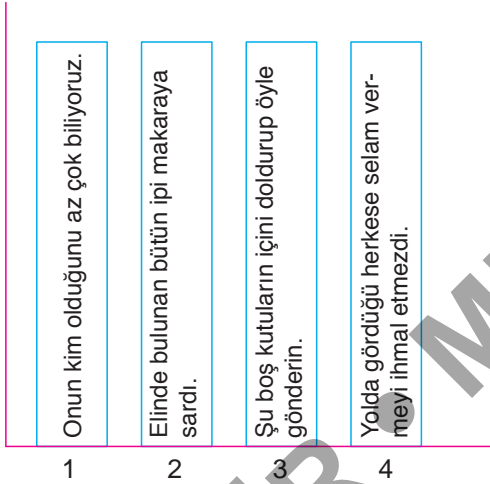 Onun kim olduğunu az çok biliyoruz.
Elinde bulunan bütün ipi makaraya
sardı.
Şu boş kutuların içini doldurup öyle
gönderin.
Yolda gördüğü herkese selam ver-
meyi ihmal etmezdi.
1
2
3
4